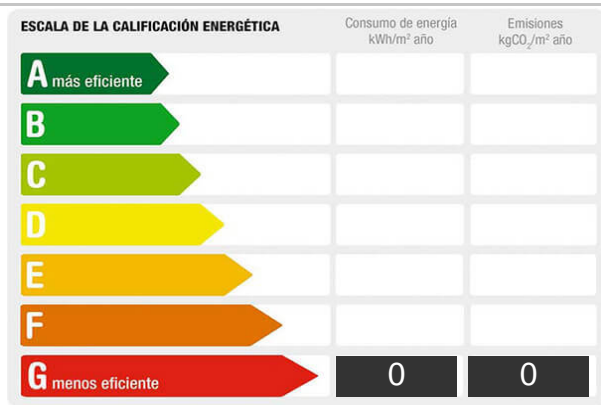 ESCALA DE LA CALIFICACIÓN ENERGÉTICA
Consumo de energía
kWh/m² año
Emisiones
kgCO₂/m² año
A más eficiente
B
C
D
E
F
G menos eficiente 0 0